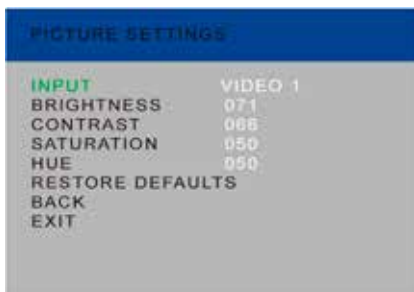 PICTURE SETTINGS
INPUT VIDEO 1
BRIGHTNESS 071
CONTRAST 066
SATURATION 050
HUE 050
RESTORE DEFAULTS
BACK
EXIT